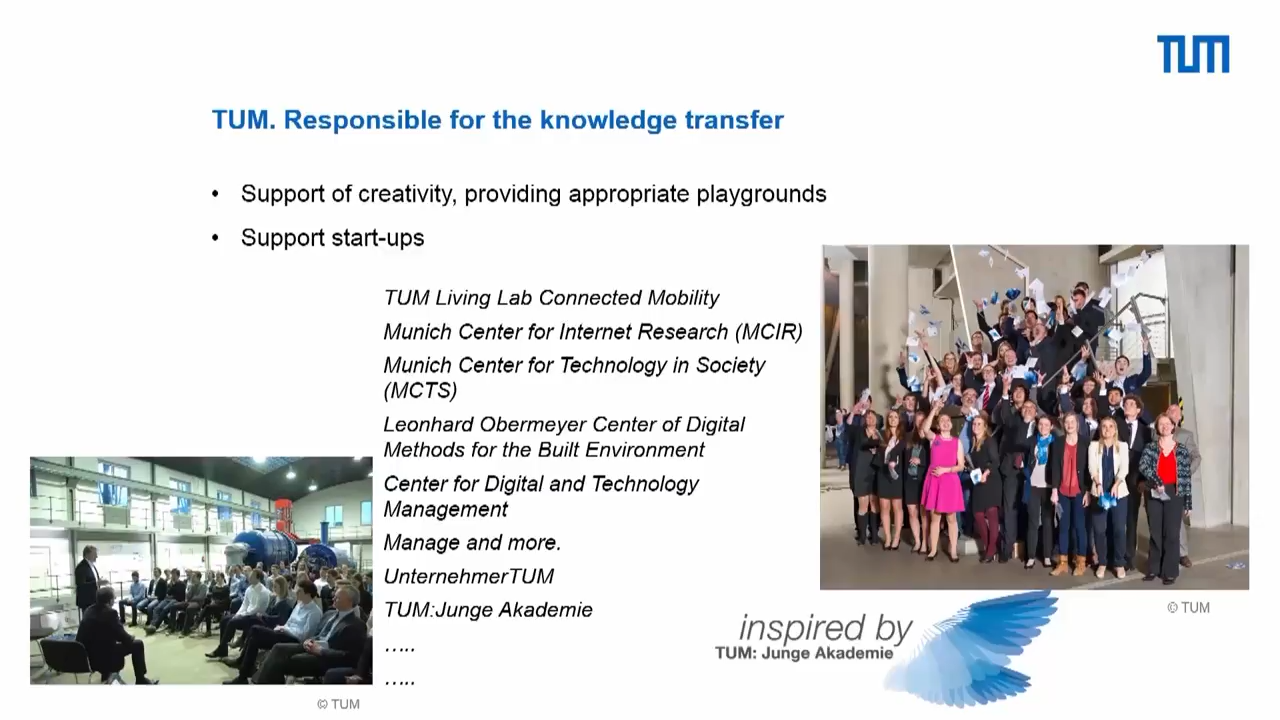 TUM
TUM. Responsible for the knowledge transfer
• Support of creativity, providing appropriate playgrounds
• Support start-ups
TUM Living Lab Connected Mobility
Munich Center for Internet Research (MCIR)
Munich Center for Technology in Society
(MCTS)
Leonhard Obermeyer Center of Digital
Methods for the Built Environment
Center for Digital and Technology
Management
Manage and more.
UnternehmerTUM
TUM:Junge Akademie
…..
…..
© TUM
© TUM
inspired by
TUM: Junge Akademie